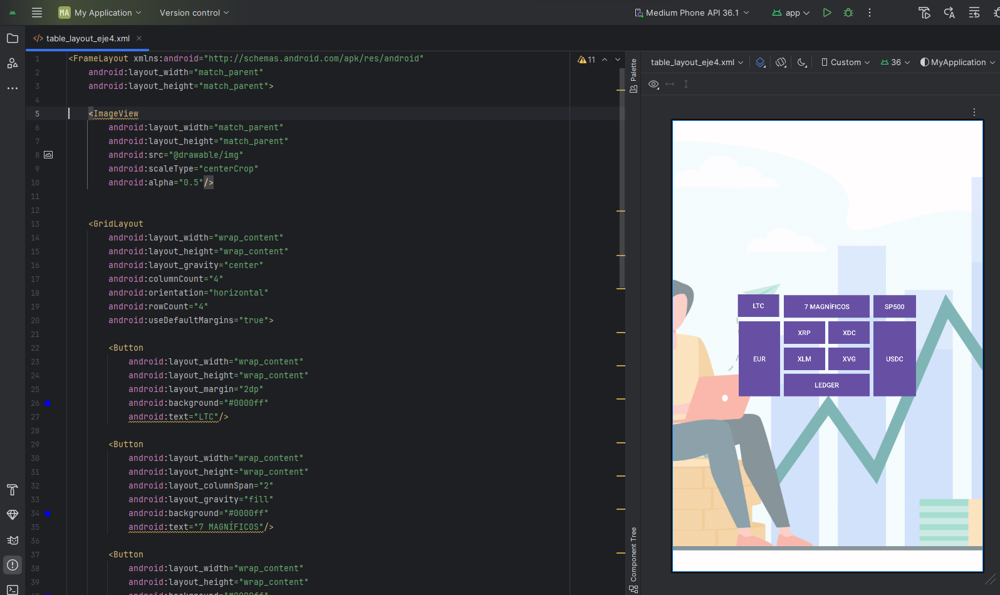 MA My Application Version control Medium Phone API 36.1 app
table_layout_eje4.xml
1 <FrameLayout xmlns:android="http://schemas.android.com/apk/res/android"
2 android:layout_width="match_parent"
3 android:layout_height="match_parent">
4
5 <ImageView
6 android:layout_width="match_parent"
7 android:layout_height="match_parent"
8 android:src="@drawable/img"
9 android:scaleType="centerCrop"
10 android:alpha="0.5"/>
11
12
13 <GridLayout
14 android:layout_width="wrap_content"
15 android:layout_height="wrap_content"
16 android:layout_gravity="center"
17 android:columnCount="4"
18 android:orientation="horizontal"
19 android:rowCount="4"
20 android:useDefaultMargins="true">
21
22 <Button
23 android:layout_width="wrap_content"
24 android:layout_height="wrap_content"
25 android:layout_margin="2dp"
26 android:background="#0000ff"
27 android:text="LTC"/>
28
29 <Button
30 android:layout_width="wrap_content"
31 android:layout_height="wrap_content"
32 android:layout_columnSpan="2"
33 android:layout_gravity="fill"
34 android:background="#0000ff"
35 android:text="7 MAGNÍFICOS"/>
36
37 <Button
38 android:layout_width="wrap_content"
39 android:layout_height="wrap_content"
40 android:background="#0000ff"
11
Palette
Component Tree
table_layout_eje4.xml Custom 36 MyApplication
LTC 7 MAGNÍFICOS SP500
XRP XDC
EUR XLM XVG USDC
LEDGER